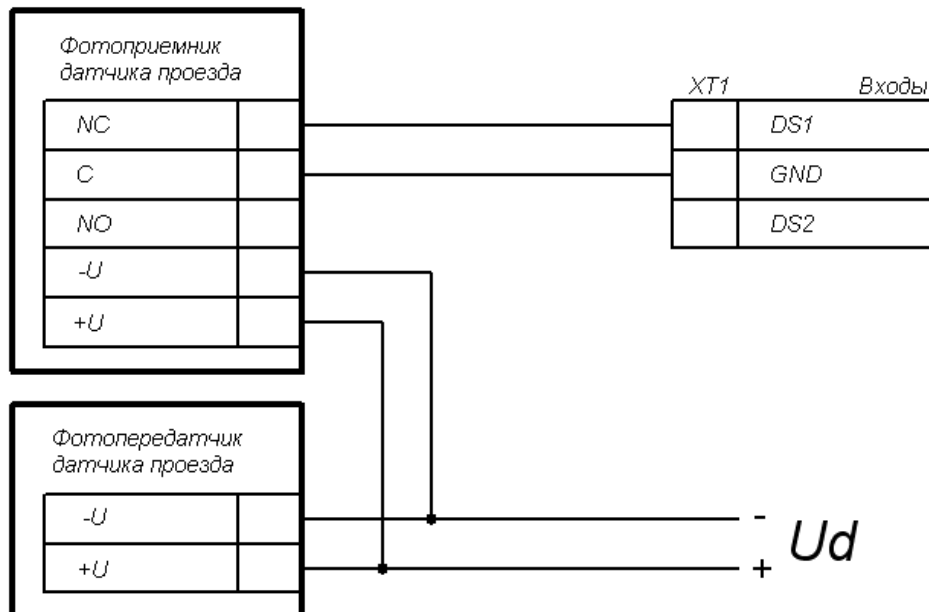 Фотоприемник
датчика проезда
NC
C
NO
-U
+U
XT1 Входы
DS1
GND
DS2
Фотопередатчик
датчика проезда
-U
+U
-
Ud
+